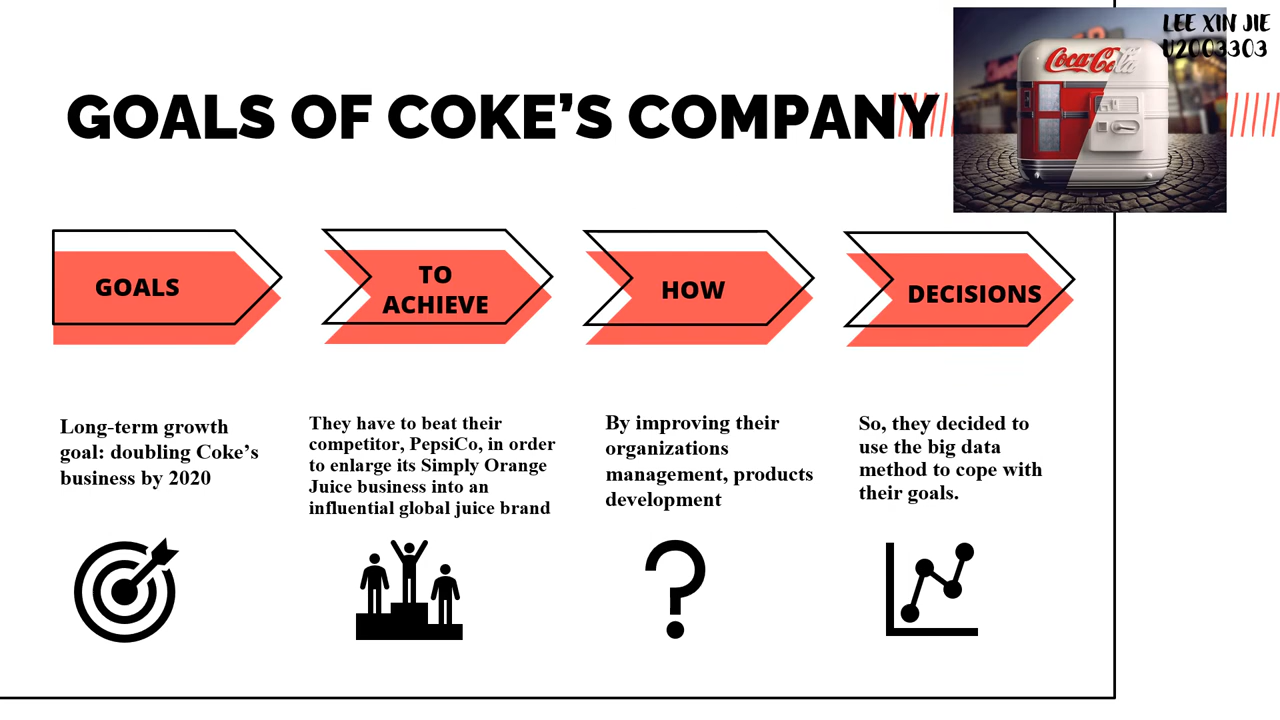 LEE XIN JIE
U2003303
Coca-Cola
GOALS OF COKE’S COMPANY
GOALS
TO
ACHIEVE
HOW
DECISIONS
Long-term growth
goal: doubling Coke’s
business by 2020
They have to beat their
competitor, PepsiCo, in order
to enlarge its Simply Orange
Juice business into an
influential global juice brand
By improving their
organizations
management, products
development
So, they decided to
use the big data
method to cope with
their goals.